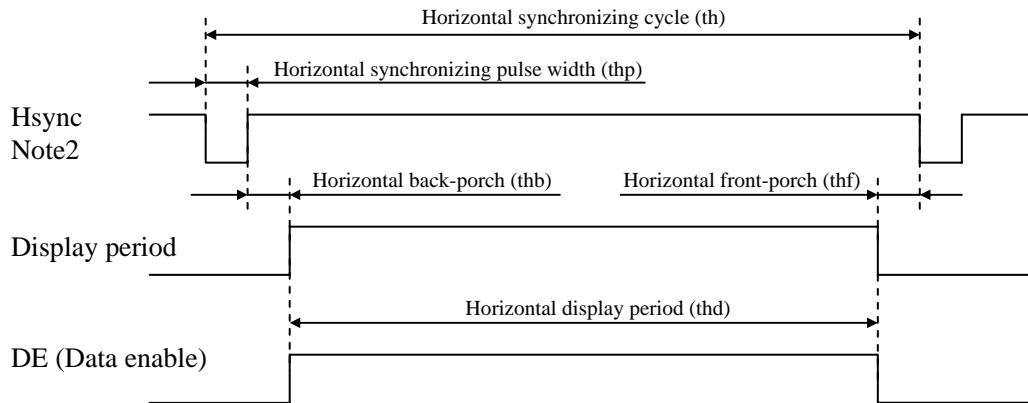 Horizontal synchronizing cycle (th)
Horizontal synchronizing pulse width (thp)
Hsync
Note2
Horizontal back-porch (thb)
Horizontal front-porch (thf)
Display period
Horizontal display period (thd)
DE (Data enable)